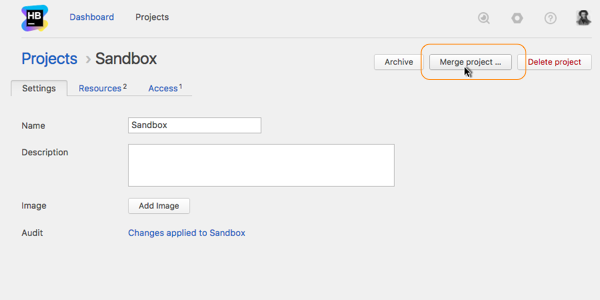 HB
Dashboard Projects
Projects › Sandbox
Archive Merge project ... Delete project
Settings Resources 2 Access 1
Name Sandbox
Description
Image Add Image
Audit Changes applied to Sandbox